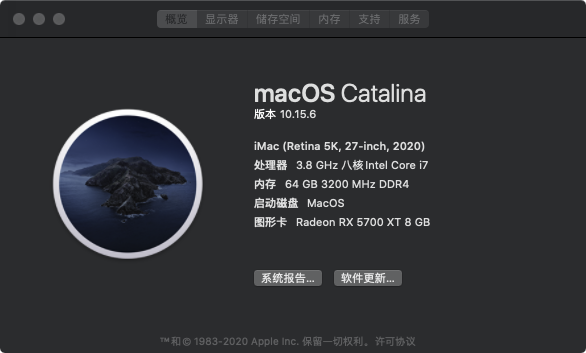 概览 显示器 储存空间 内存 支持 服务
macOS Catalina
版本 10.15.6
iMac (Retina 5K, 27-inch, 2020)
处理器 3.8 GHz 八核Intel Core i7
内存 64 GB 3200 MHz DDR4
启动磁盘 MacOS
图形卡 Radeon RX 5700 XT 8 GB
系统报告... 软件更新...
™和© 1983-2020 Apple Inc. 保留一切权利。许可协议